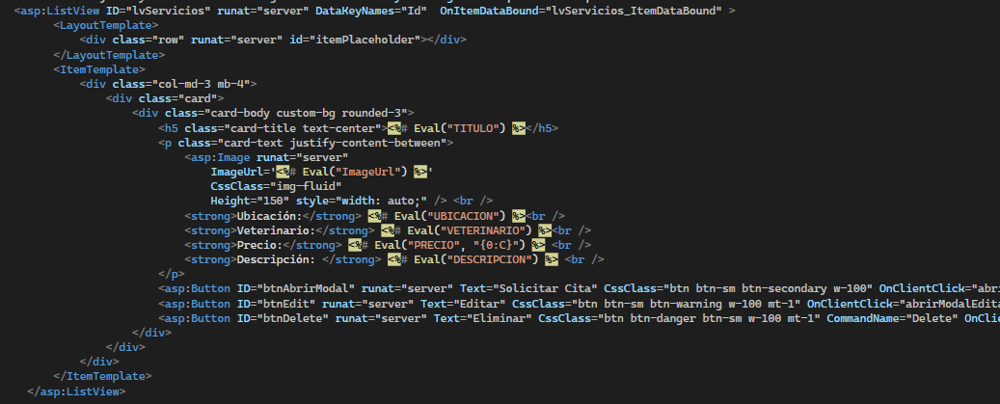 <asp:ListView ID="lvServicios" runat="server" DataKeyNames="Id"  OnItemDataBound="lvServicios_ItemDataBound" >
    <LayoutTemplate>
        <div class="row" runat="server" id="itemPlaceholder"></div>
    </LayoutTemplate>
    <ItemTemplate>
        <div class="col-md-3 mb-4">
            <div class="card">
                <div class="card-body custom-bg rounded-3">
                    <h5 class="card-title text-center"><%# Eval("TITULO") %></h5>
                    <p class="card-text justify-content-between">
                        <asp:Image runat="server"
                            ImageUrl='<%# Eval("ImageUrl") %>'
                            CssClass="img-fluid"
                            Height="150" style="width: auto;" /> <br />
                        <strong>Ubicación:</strong> <%# Eval("UBICACION") %><br />
                        <strong>Veterinario:</strong> <%# Eval("VETERINARIO") %><br />
                        <strong>Precio:</strong> <%# Eval("PRECIO", "{0:C}") %> <br />
                        <strong>Descripción: </strong> <%# Eval("DESCRIPCION") %> <br />
                    </p>
                    <asp:Button ID="btnAbrirModal" runat="server" Text="Solicitar Cita" CssClass="btn btn-sm btn-secondary w-100" OnClientClick="abri
                    <asp:Button ID="btnEdit" runat="server" Text="Editar" CssClass="btn btn-sm btn-warning w-100 mt-1" OnClientClick="abrirModalEdita
                    <asp:Button ID="btnDelete" runat="server" Text="Eliminar" CssClass="btn btn-danger btn-sm w-100 mt-1" CommandName="Delete" OnClie
                </div>
            </div>
        </div>
    </ItemTemplate>
</asp:ListView>